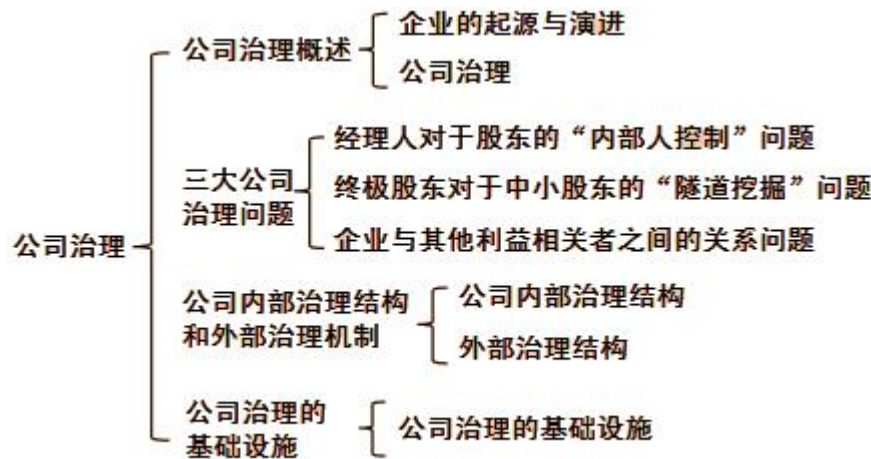 公司治理
公司治理概述
企业的起源与演进
公司治理
三大公司
治理问题
经理人对于股东的“内部人控制”问题
终极股东对于中小股东的“隧道挖掘”问题
企业与其他利益相关者之间的关系问题
公司内部治理结构
和外部治理机制
公司内部治理结构
外部治理结构
公司治理的
基础设施
公司治理的基础设施